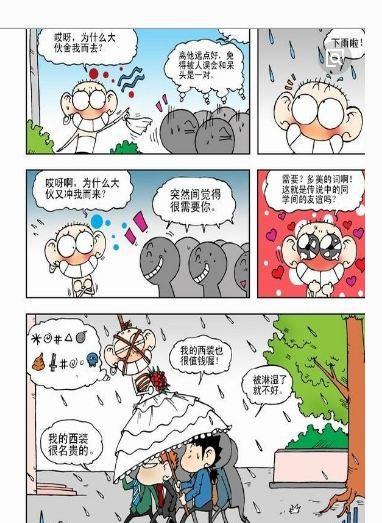 哎呀，为什么大
伙舍我而去？
离他远点好，免
得被人误会和呆
头是一对。
下雨啦！
哎呀啊，为什么大
伙又冲我而来？
突然间觉得
很需要你。
需要？多美的词啊！
这就是传说中的同
学间的友谊吗？
我的西装也
很值钱喔！
被淋湿了
就不好。
我的西装
很名贵的。